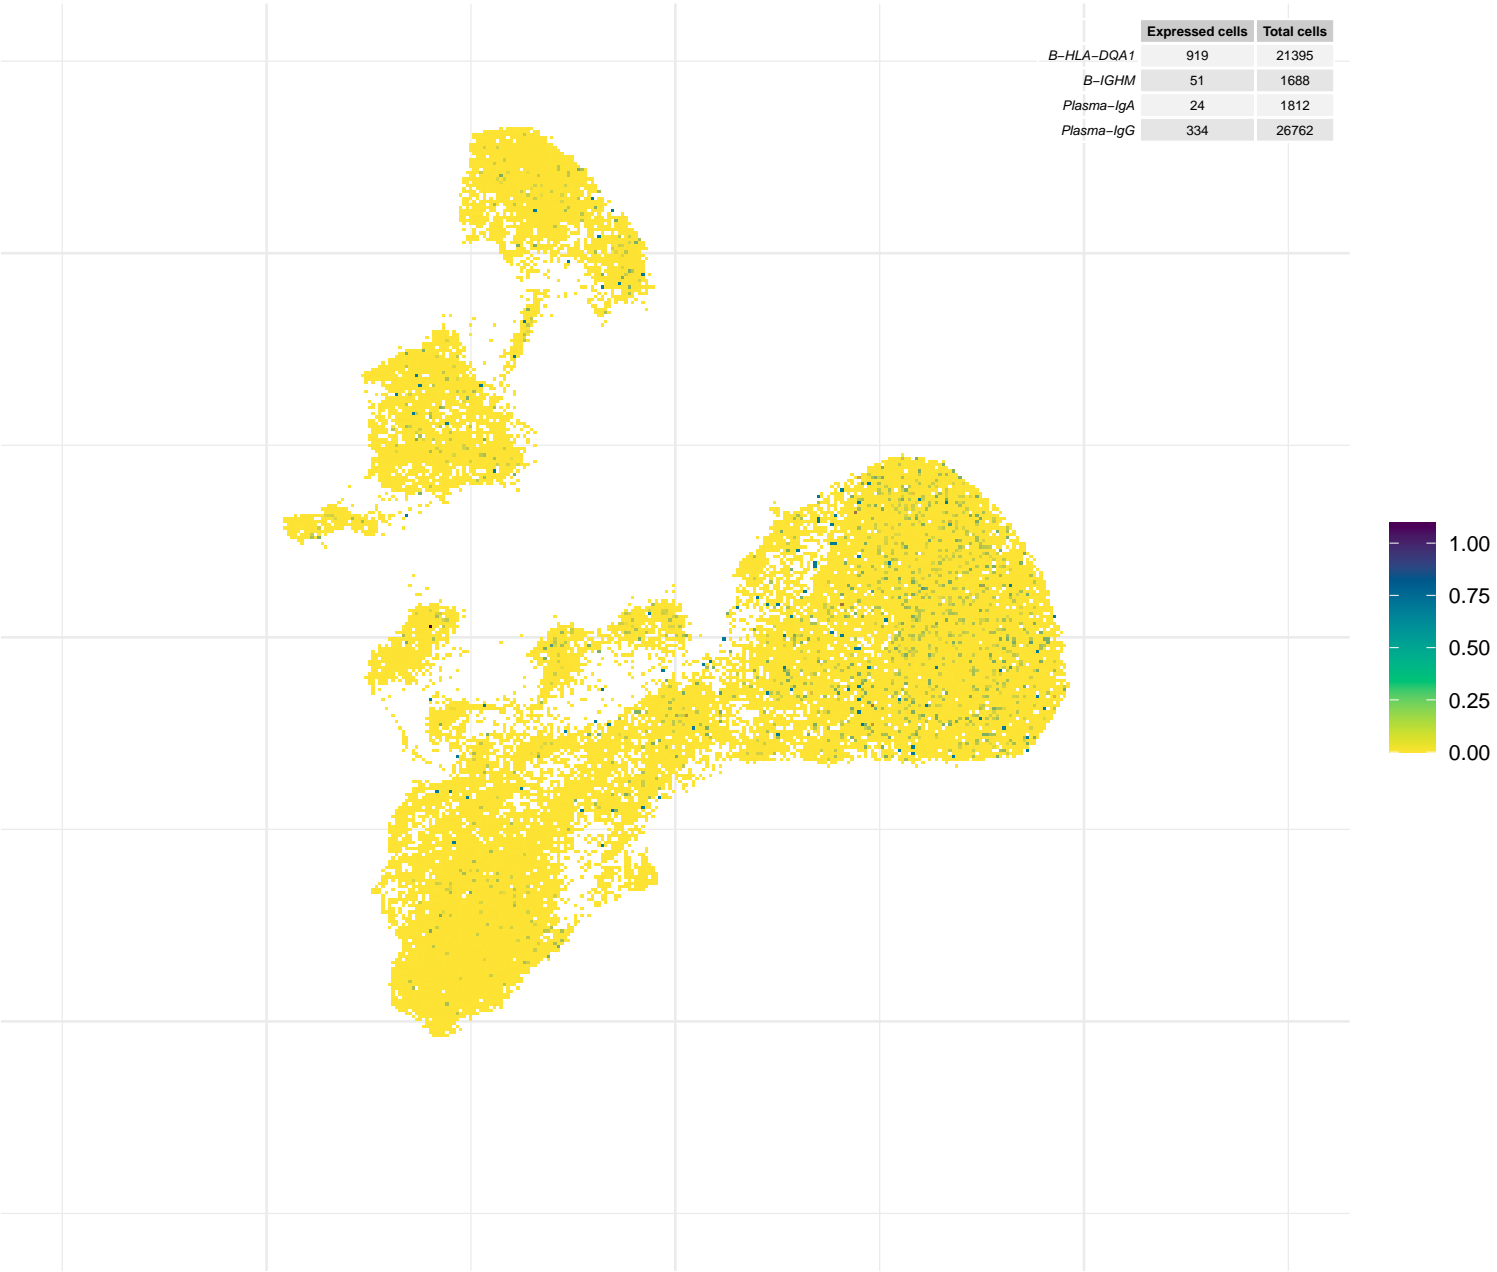 Expressed cells Total cells
B−HLA−DQA1 919 21395
B−IGHM 51 1688
Plasma−IgA 24 1812
Plasma−IgG 334 26762
1.00
0.75
0.50
0.25
0.00